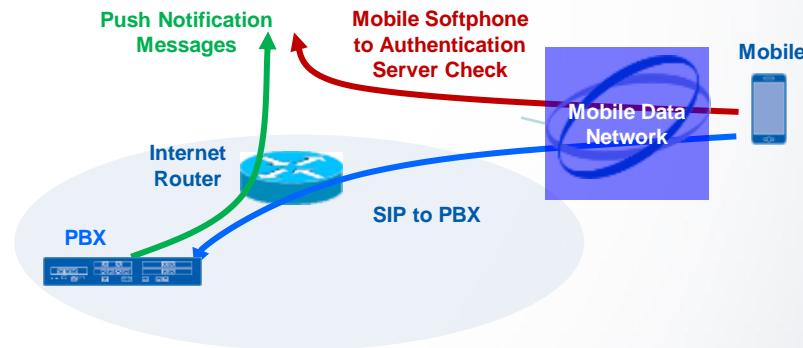 Push Notification
Messages
Mobile Softphone
to Authentication
Server Check
Mobile
Mobile Data
Network
Internet
Router
SIP to PBX
PBX